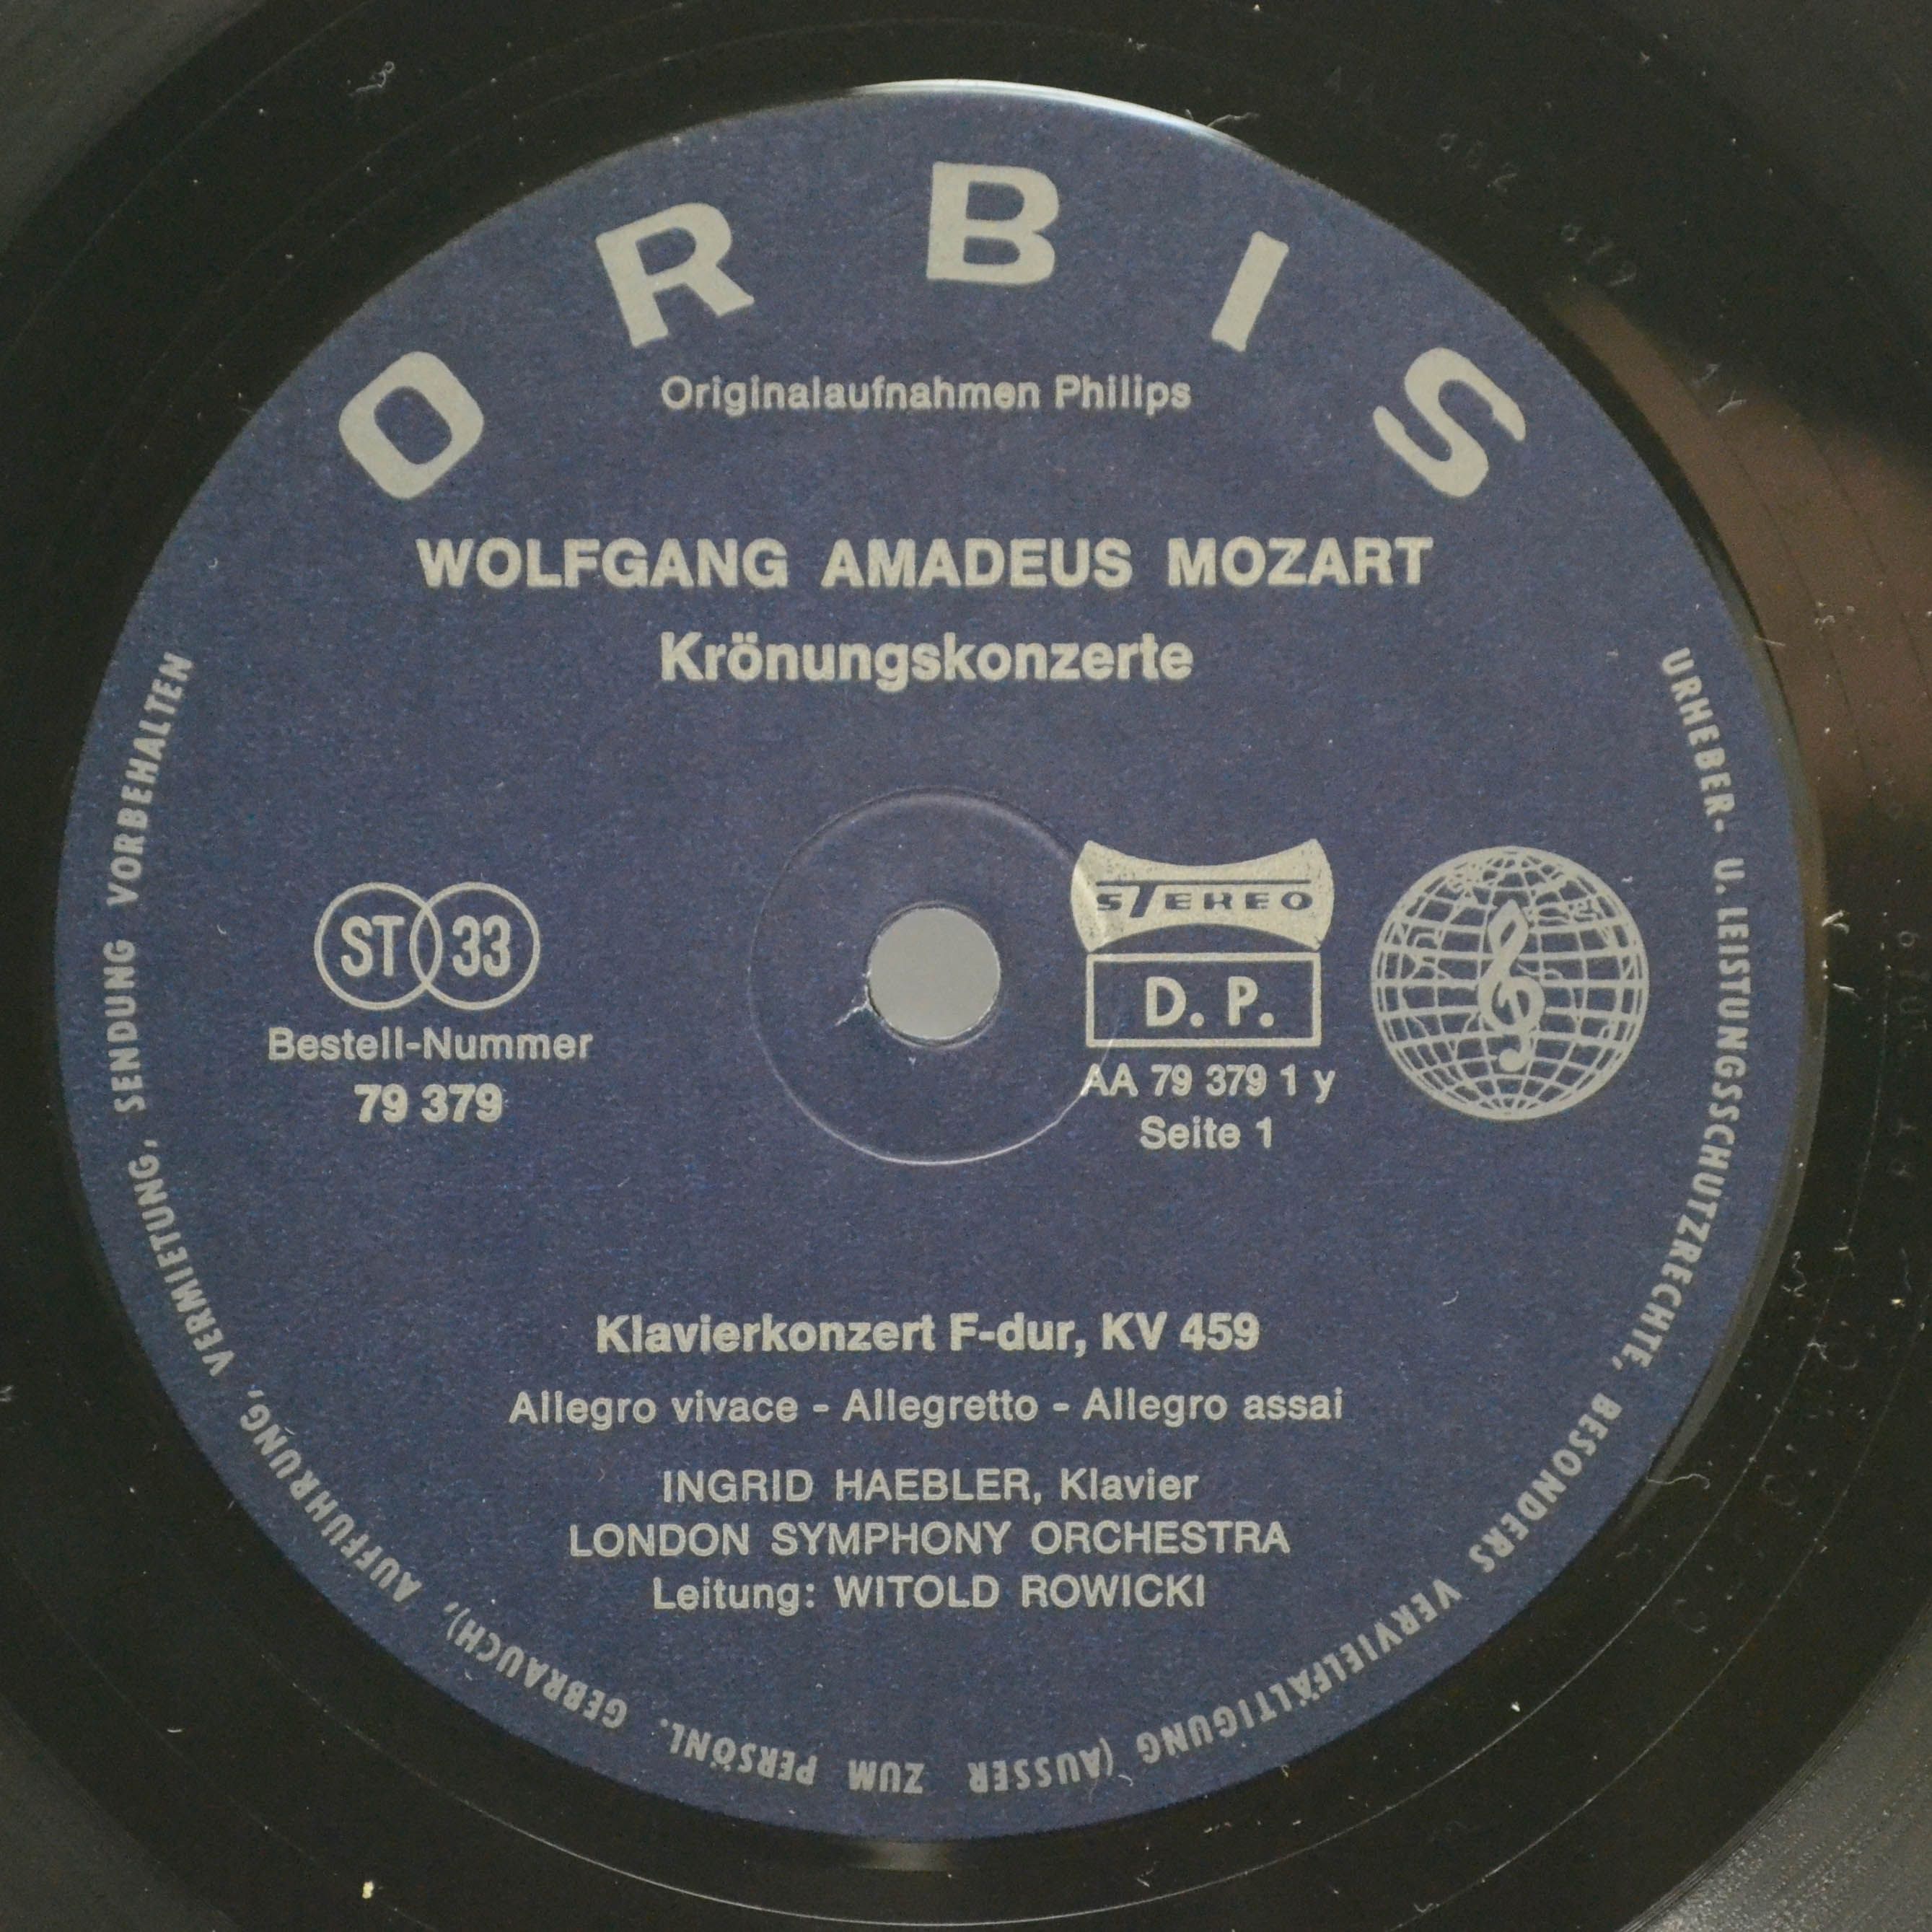 ORBIS
Originalaufnahmen Philips
WOLFGANG AMADEUS MOZART
Krönungskonzerte
ST 33
Bestell-Nummer
79 379
STEREO
D. P.
AA 79 379 1 y
Seite 1
Klavierkonzert F-dur, KV 459
Allegro vivace - Allegretto - Allegro assai
INGRID HAEBLER, Klavier
LONDON SYMPHONY ORCHESTRA
Leitung: WITOLD ROWICKI
URHEBER- U. LEISTUNGSSCHUTZRECHTE, BESONDERS VERVIELFÄLTIGUNG (AUSSER ZUM PERSÖNL. GEBRAUCH), AUFFÜHRUNG, VERMIETUNG, SENDUNG VORBEHALTEN